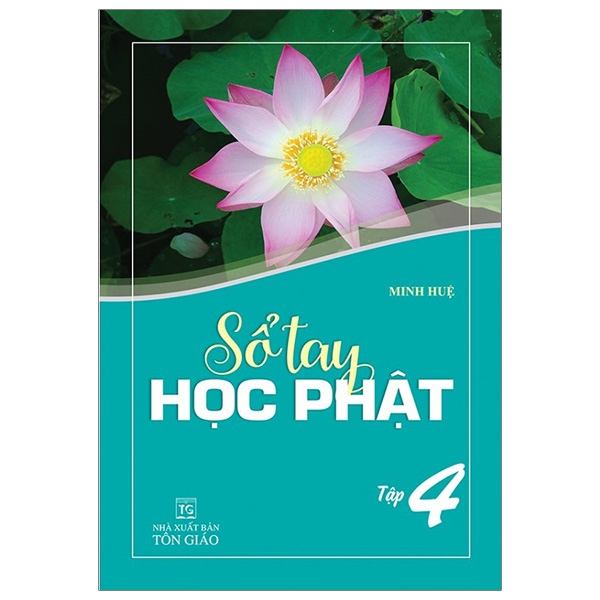 MINH HUỆ
Sổ tay
HỌC PHẬT
Tập 4
TG
NHÀ XUẤT BẢN
TÔN GIÁO